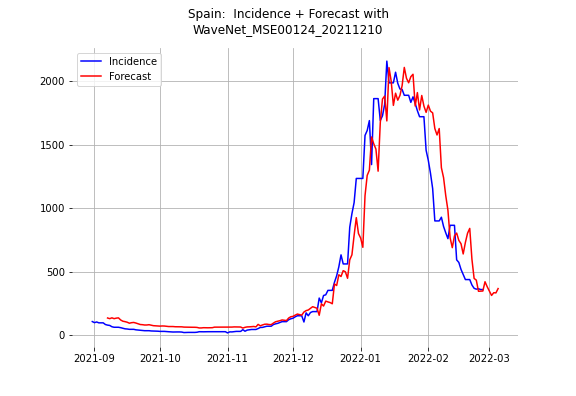 Spain:  Incidence + Forecast with
WaveNet_MSE00124_20211210
Incidence
Forecast
2000
1500
1000
500
0
2021-09 2021-10 2021-11 2021-12 2022-01 2022-02 2022-03